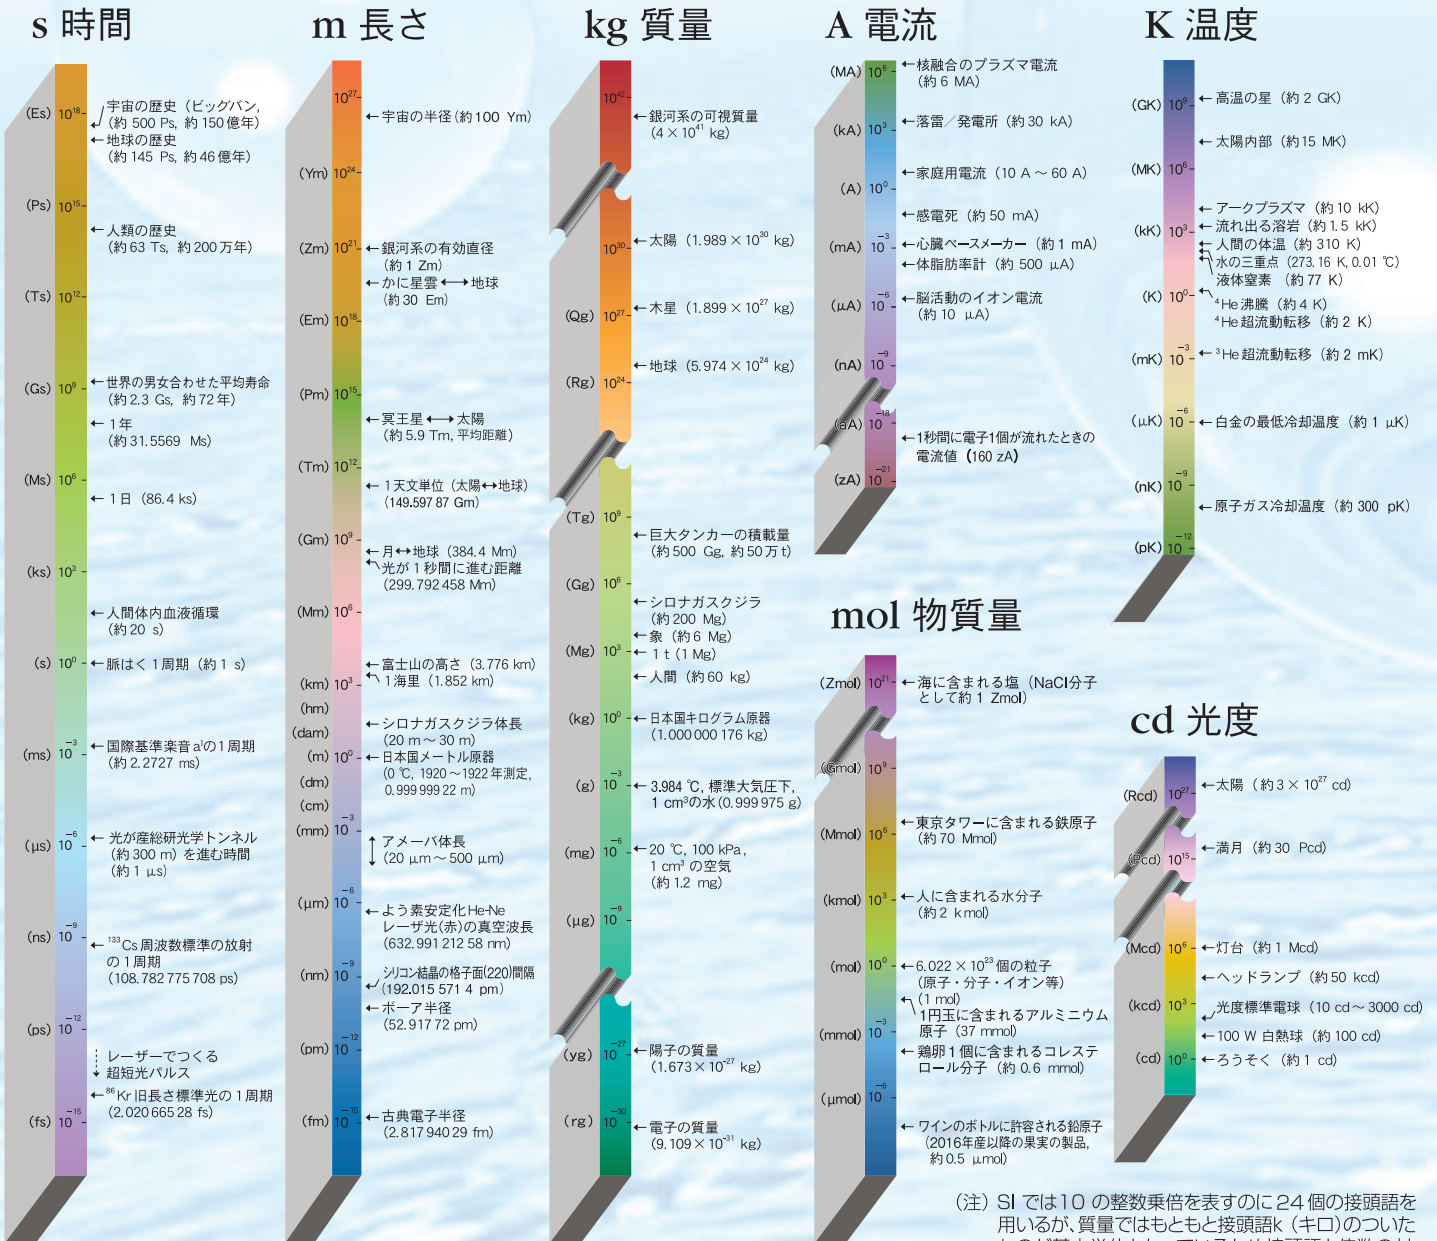 s 時間
(Es) 10¹⁸
宇宙の歴史（ビッグバン,
(約 500 Ps, 約 150 億年)
地球の歴史
(約 145 Ps, 約 46 億年)
(Ps) 10¹⁵
人類の歴史
(約 63 Ts, 約 200 万年)
(Ts) 10¹²
(Gs) 10⁹
世界の男女合わせた平均寿命
(約 2.3 Gs, 約 72 年)
1 年
(約 31.5569 Ms)
(Ms) 10⁶
1 日 (86.4 ks)
(ks) 10³
人間体内血液循環
(約 20 s)
(s) 10⁰
脈はく 1 周期 (約 1 s)
(ms) 10⁻³
国際基準楽音 a¹の 1 周期
(約 2.2727 ms)
(μs) 10⁻⁶
光が産総研光学トンネル
(約 300 m) を進む時間
(約 1 μs)
(ns) 10⁻⁹
¹³³Cs 周波数標準の放射
の 1 周期
(108.782 775 708 ps)
(ps) 10⁻¹²
レーザーでつくる
超短光パルス
⁸⁶Kr 旧長さ標準光の 1 周期
(2.020 665 28 fs)
(fs) 10⁻¹⁵
m 長さ
10²⁷
宇宙の半径 (約 100 Ym)
(Ym) 10²⁴
(Zm) 10²¹
銀河系の有効直径
(約 1 Zm)
かに星雲 ⟷ 地球
(約 30 Em)
(Em) 10¹⁸
(Pm) 10¹⁵
冥王星 ⟷ 太陽
(約 5.9 Tm, 平均距離)
(Tm) 10¹²
1 天文単位 (太陽↔地球)
(149.597 87 Gm)
(Gm) 10⁹
月↔地球 (384.4 Mm)
光が 1 秒間に進む距離
(299.792 458 Mm)
(Mm) 10⁶
富士山の高さ (3.776 km)
1 海里 (1.852 km)
(km) 10³
(hm)
(dam)
シロナガスクジラ体長
(20 m ～ 30 m)
(m) 10⁰
日本国メートル原器
(0 ℃, 1920 ～ 1922 年測定,
0.999 999 22 m)
(dm)
(cm)
(mm) 10⁻³
アメーバ体長
(20 μm ～ 500 μm)
(μm) 10⁻⁶
よう素安定化 He-Ne
レーザ光(赤)の真空波長
(632.991 212 58 nm)
(nm) 10⁻⁹
シリコン結晶の格子面(220)間隔
(192.015 571 4 pm)
ボーア半径
(52.917 72 pm)
(pm) 10⁻¹²
古典電子半径
(2.817 940 29 fm)
(fm) 10⁻¹⁵
kg 質量
10⁴²
銀河系の可視質量
(4 × 10⁴¹ kg)
太陽 (1.989 × 10³⁰ kg)
10³⁰
木星 (1.899 × 10²⁷ kg)
(Qg) 10²⁷
地球 (5.974 × 10²⁴ kg)
(Rg) 10²⁴
(Tg) 10⁹
巨大タンカーの積載量
(約 500 Gg, 約 50 万 t)
(Gg) 10⁶
シロナガスクジラ
(約 200 Mg)
象 (約 6 Mg)
(Mg) 10³
1 t (1 Mg)
人間 (約 60 kg)
(kg) 10⁰
日本国キログラム原器
(1.000 000 176 kg)
(g) 10⁻³
3.984 ℃, 標準大気圧下,
1 cm³の水 (0.999 975 g)
(mg) 10⁻⁶
20 ℃, 100 kPa,
1 cm³ の空気
(約 1.2 mg)
(μg) 10⁻⁹
(yg) 10⁻²⁷
陽子の質量
(1.673 × 10⁻²⁷ kg)
(rg) 10⁻³⁰
電子の質量
(9.109 × 10⁻³¹ kg)
A 電流
(MA) 10⁶
核融合のプラズマ電流
(約 6 MA)
落雷／発電所 (約 30 kA)
(kA) 10³
家庭用電流 (10 A ～ 60 A)
(A) 10⁰
感電死 (約 50 mA)
(mA) 10⁻³
心臓ペースメーカー (約 1 mA)
体脂肪率計 (約 500 μA)
(μA) 10⁻⁶
脳活動のイオン電流
(約 10 μA)
(nA) 10⁻⁹
(aA) 10⁻¹⁸
1秒間に電子1個が流れたときの
電流値 (160 zA)
(zA) 10⁻²¹
K 温度
高温の星 (約 2 GK)
(GK) 10⁹
太陽内部 (約 15 MK)
(MK) 10⁶
アークプラズマ (約 10 kK)
流れ出る溶岩 (約 1.5 kK)
(kK) 10³
人間の体温 (約 310 K)
水の三重点 (273.16 K, 0.01 ℃)
液体窒素 (約 77 K)
(K) 10⁰
⁴He 沸騰 (約 4 K)
⁴He 超流動転移 (約 2 K)
(mK) 10⁻³
³He 超流動転移 (約 2 mK)
(μK) 10⁻⁶
白金の最低冷却温度 (約 1 μK)
(nK) 10⁻⁹
原子ガス冷却温度 (約 300 pK)
(pK) 10⁻¹²
mol 物質量
(Zmol) 10²¹
海に含まれる塩 (NaCl分子
として約 1 Zmol)
(Gmol) 10⁹
(Mmol) 10⁶
東京タワーに含まれる鉄原子
(約 70 Mmol)
(kmol) 10³
人に含まれる水分子
(約 2 kmol)
(mol) 10⁰
6.022 × 10²³ 個の粒子
(原子・分子・イオン等)
(1 mol)
1円玉に含まれるアルミニウム
原子 (37 mmol)
(mmol) 10⁻³
鶏卵 1 個に含まれるコレステ
ロール分子 (約 0.6 mmol)
(μmol) 10⁻⁶
ワインのボトルに許容される鉛原子
(2016年産以降の果実の製品,
約 0.5 μmol)
cd 光度
太陽 (約 3 × 10²⁷ cd)
(Rcd) 10²⁷
満月 (約 30 Pcd)
(Pcd) 10¹⁵
(Mcd) 10⁶
灯台 (約 1 Mcd)
ヘッドランプ (約 50 kcd)
(kcd) 10³
光度標準電球 (10 cd～ 3000 cd)
100 W 白熱球 (約 100 cd)
(cd) 10⁰
ろうそく (約 1 cd)
(注) SI では10 の整数乗倍を表すのに 24 個の接頭語を
用いるが、質量ではもともと接頭語k (キロ)のついた